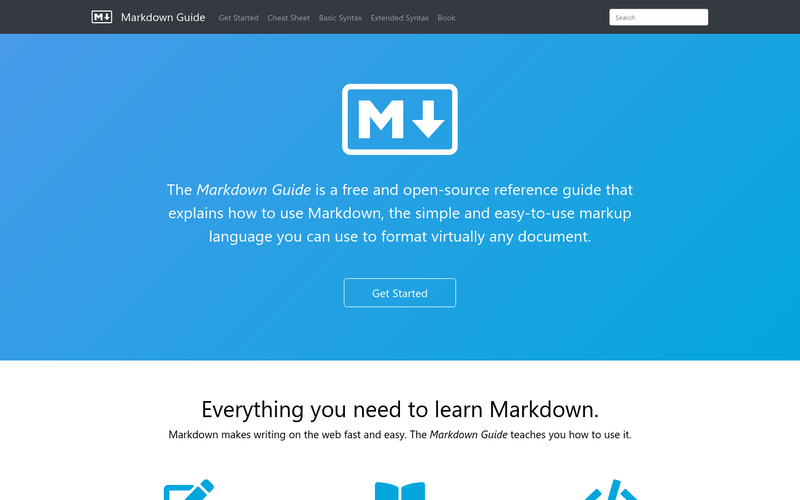 Markdown Guide Get Started Cheat Sheet Basic Syntax Extended Syntax Book Search
M
The Markdown Guide is a free and open-source reference guide that
explains how to use Markdown, the simple and easy-to-use markup
language you can use to format virtually any document.
Get Started
Everything you need to learn Markdown.
Markdown makes writing on the web fast and easy. The Markdown Guide teaches you how to use it.